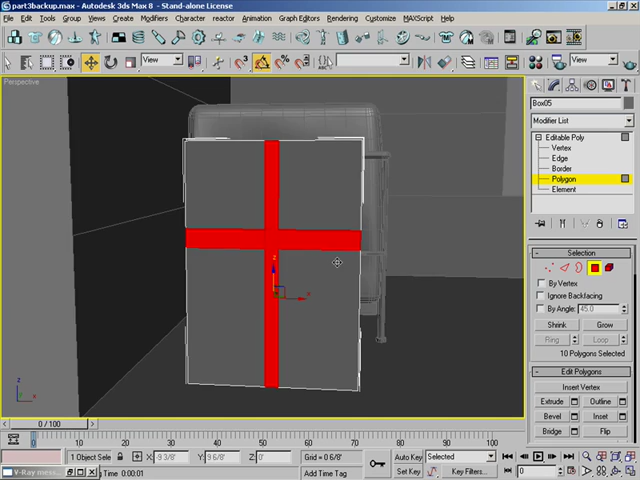 part3backup.max - Autodesk 3ds Max 8 - Stand-alone License
File Edit Tools Group Views Create Modifiers Character reactor Animation Graph Editors Rendering Customize MAXScript Help
View
View
Perspective
Box05
Modifier List
Editable Poly
Vertex
Edge
Border
Polygon
Element
Selection
By Vertex
Ignore Backfacing
By Angle: 45.0
Shrink Grow
Ring Loop
10 Polygons Selected
Edit Polygons
Insert Vertex
Extrude Outline
Bevel Inset
Bridge Flip
z
x
z
x
0 / 100
0 10 20 30 40 50 60 70 80 90 100
1 Object Sele X: -9 3/8" Y: 9 6/8" Z: 0" Grid = 0 6/8" Auto Key Selected
V-Ray mess... Time 0:00:01 Add Time Tag Set Key Key Filters... 0